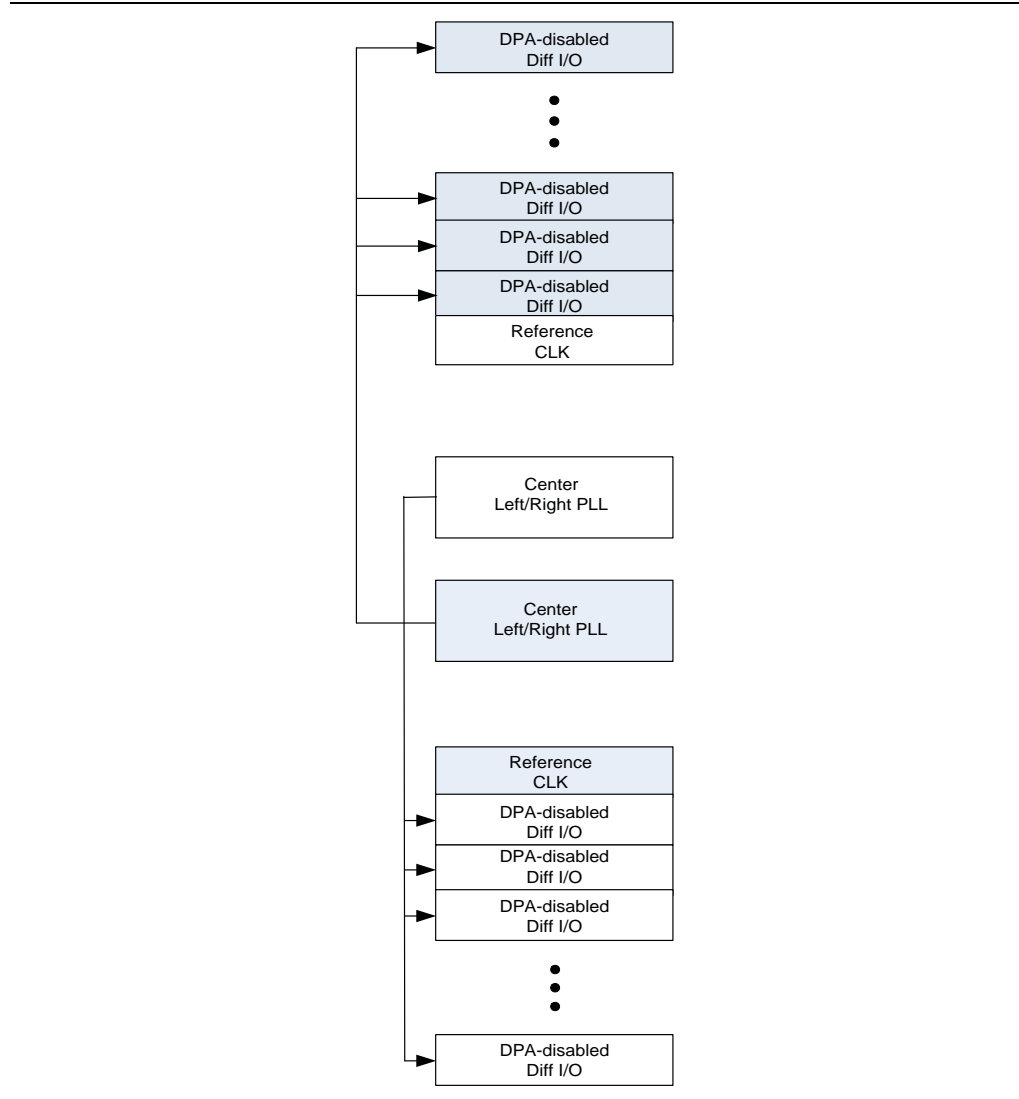 DPA-disabled
Diff I/O
DPA-disabled
Diff I/O
DPA-disabled
Diff I/O
DPA-disabled
Diff I/O
Reference
CLK
Center
Left/Right PLL
Center
Left/Right PLL
Reference
CLK
DPA-disabled
Diff I/O
DPA-disabled
Diff I/O
DPA-disabled
Diff I/O
DPA-disabled
Diff I/O